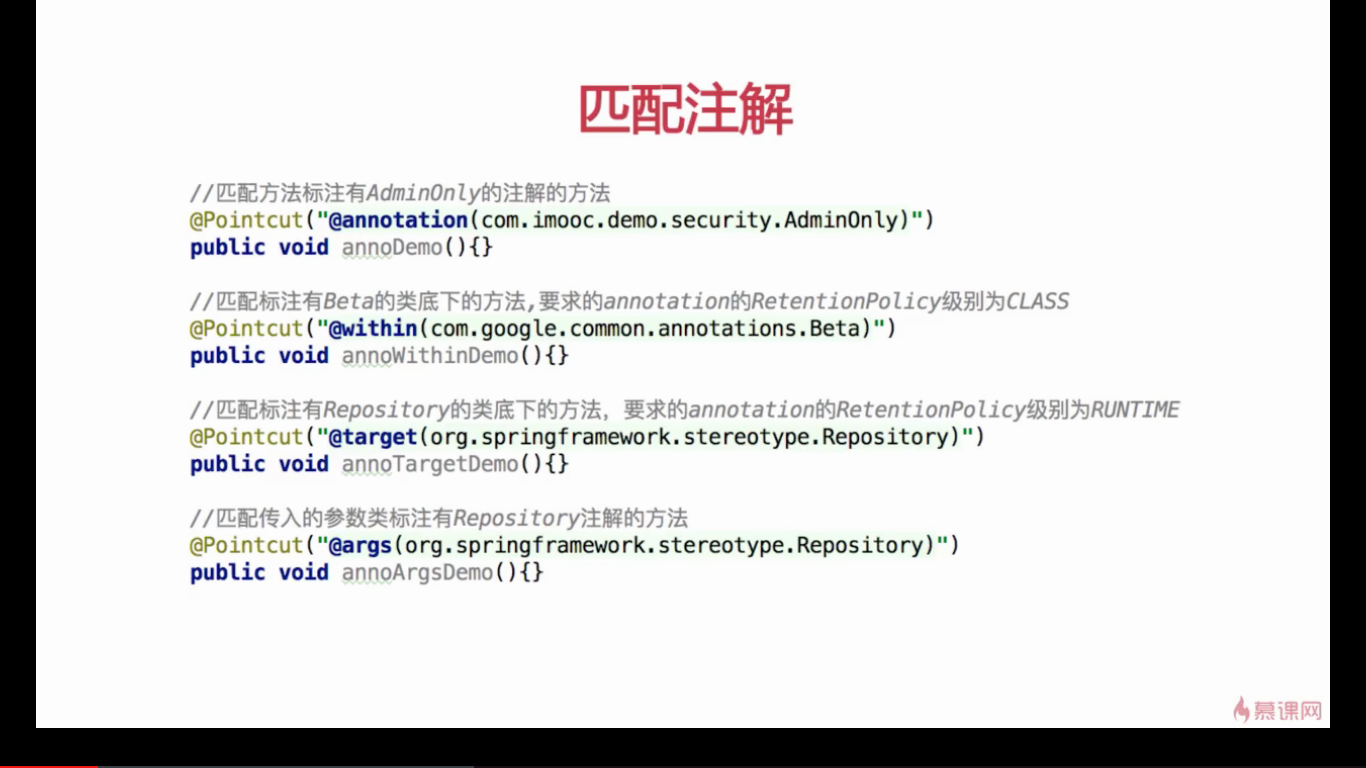 匹配注解
//匹配方法标注有AdminOnly的注解的方法
@Pointcut("@annotation(com.imooc.demo.security.AdminOnly)")
public void annoDemo(){}
//匹配标注有Beta的类底下的方法,要求的annotation的RetentionPolicy级别为CLASS
@Pointcut("@within(com.google.common.annotations.Beta)")
public void annoWithinDemo(){}
//匹配标注有Repository的类底下的方法，要求的annotation的RetentionPolicy级别为RUNTIME
@Pointcut("@target(org.springframework.stereotype.Repository)")
public void annoTargetDemo(){}
//匹配传入的参数类标注有Repository注解的方法
@Pointcut("@args(org.springframework.stereotype.Repository)")
public void annoArgsDemo(){}
慕课网